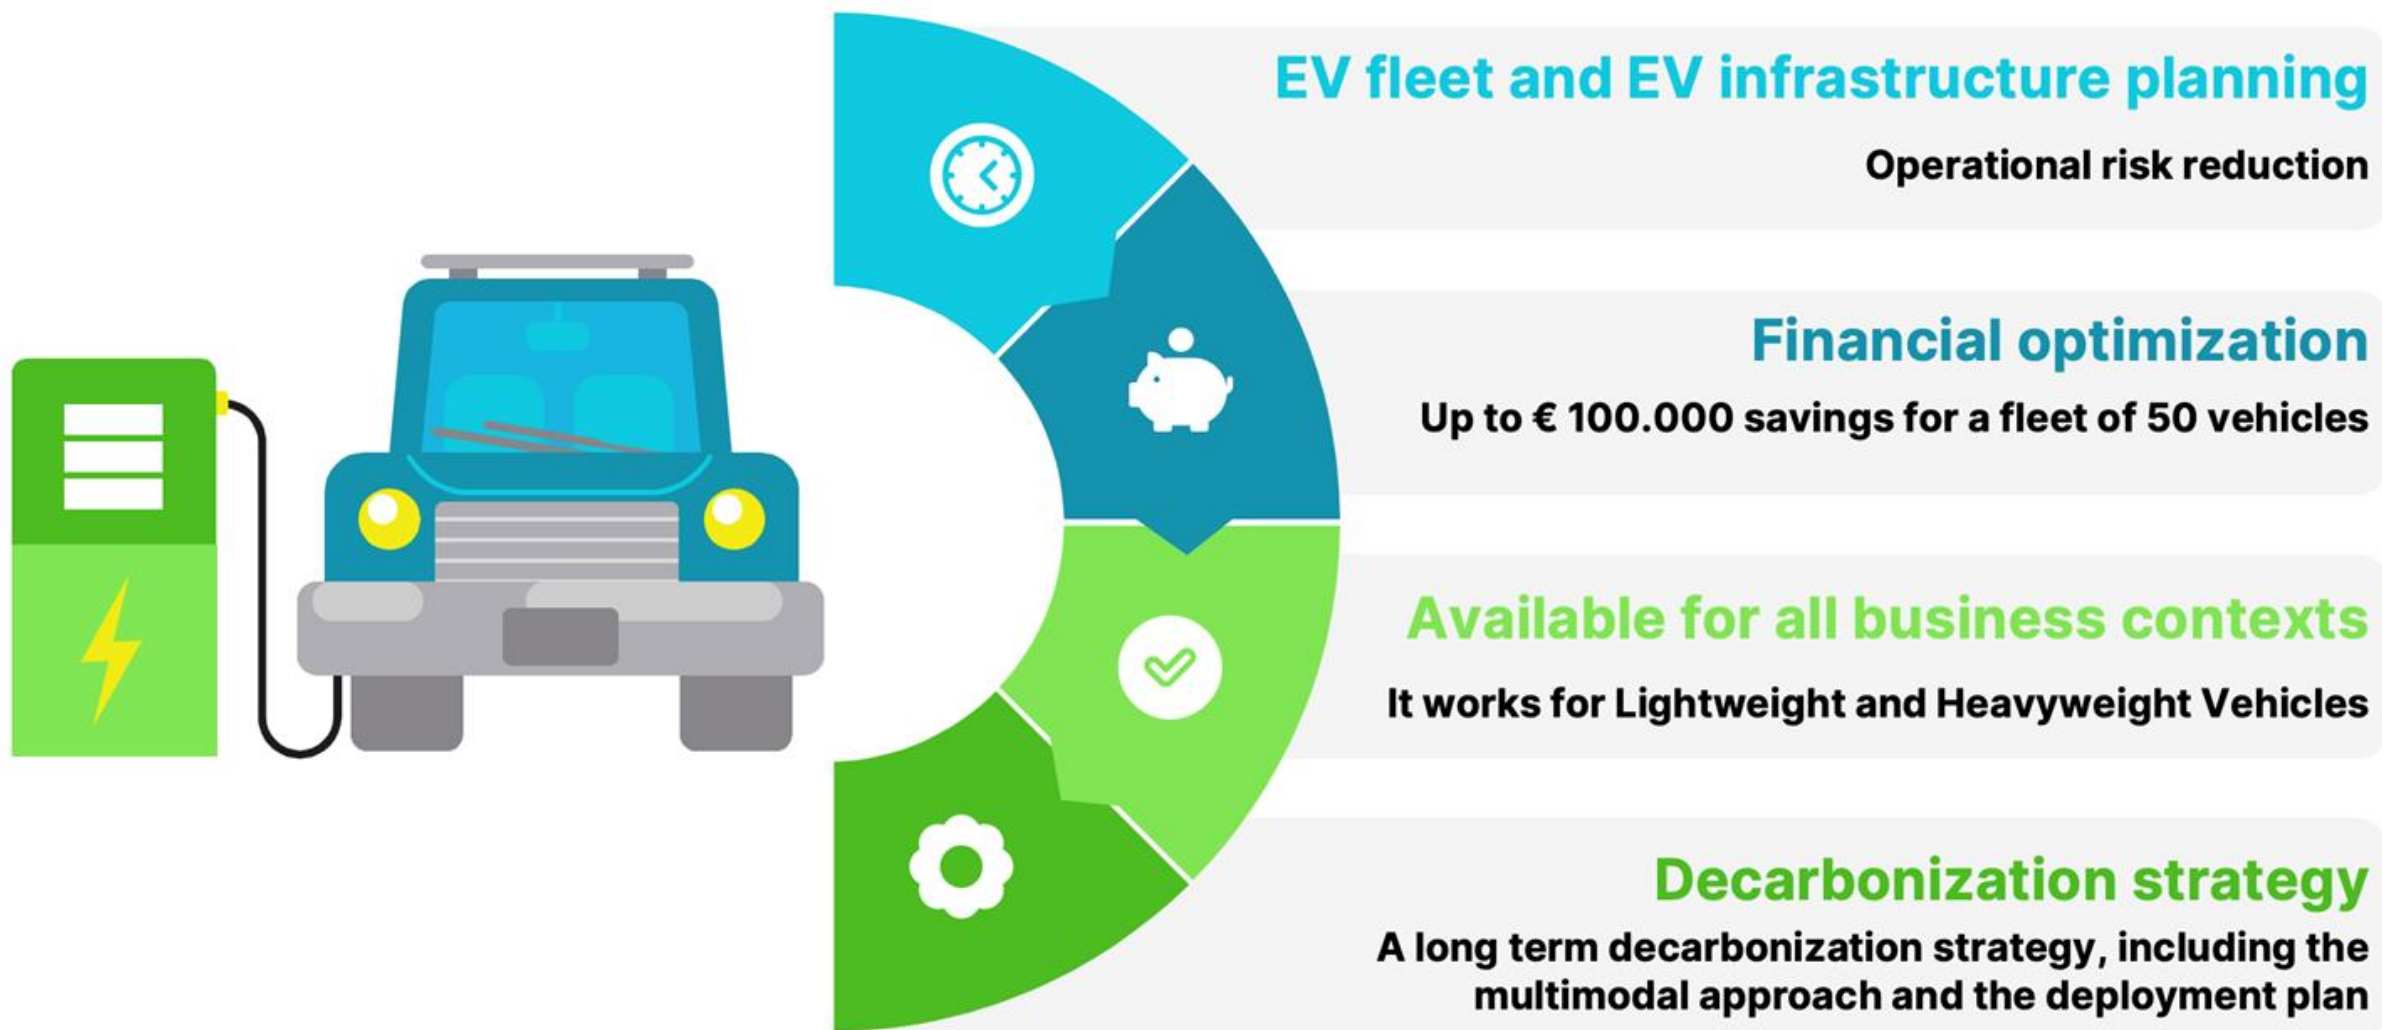 EV fleet and EV infrastructure planning
Operational risk reduction
Financial optimization
Up to € 100.000 savings for a fleet of 50 vehicles
Available for all business contexts
It works for Lightweight and Heavyweight Vehicles
Decarbonization strategy
A long term decarbonization strategy, including the
multimodal approach and the deployment plan